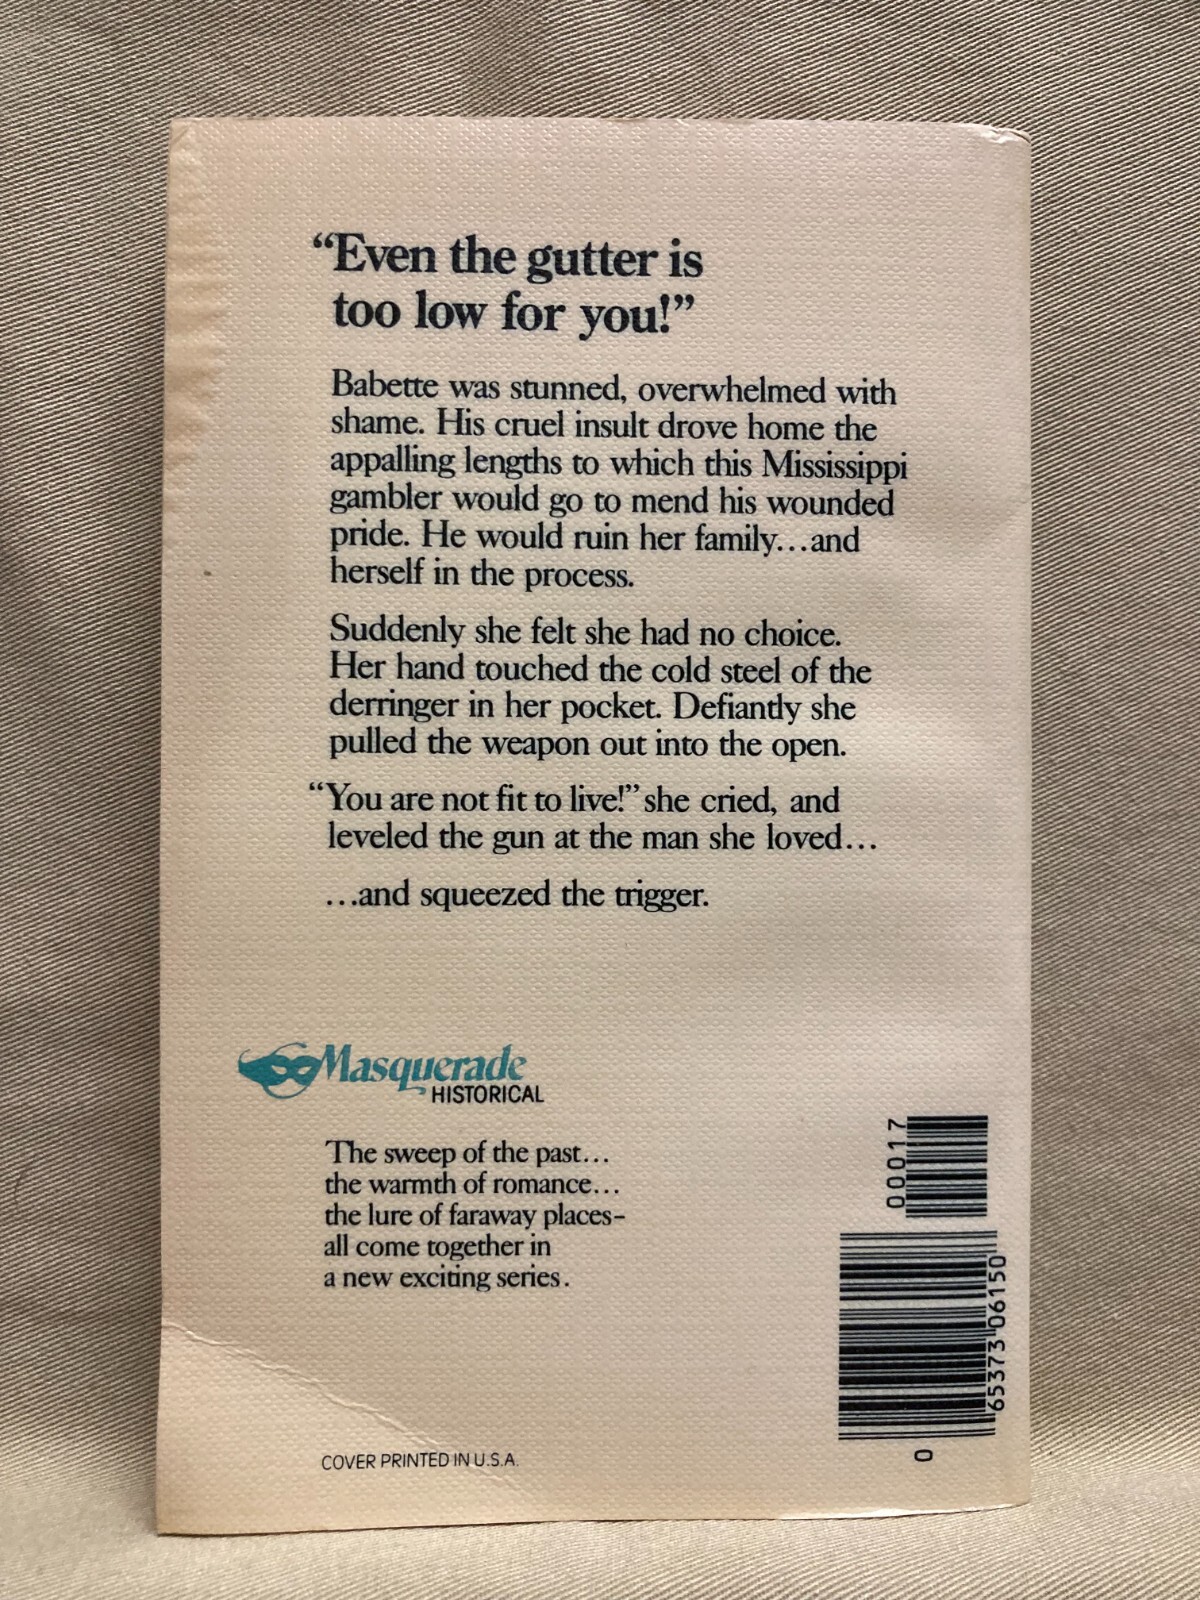 “Even the gutter is
too low for you!”
Babette was stunned, overwhelmed with
shame. His cruel insult drove home the
appalling lengths to which this Mississippi
gambler would go to mend his wounded
pride. He would ruin her family...and
herself in the process.
Suddenly she felt she had no choice.
Her hand touched the cold steel of the
derringer in her pocket. Defiantly she
pulled the weapon out into the open.
“You are not fit to live!” she cried, and
leveled the gun at the man she loved...
...and squeezed the trigger.
Masquerade
HISTORICAL
The sweep of the past...
the warmth of romance...
the lure of faraway places–
all come together in
a new exciting series.
COVER PRINTED IN U.S.A.
00017
0 65373 06150